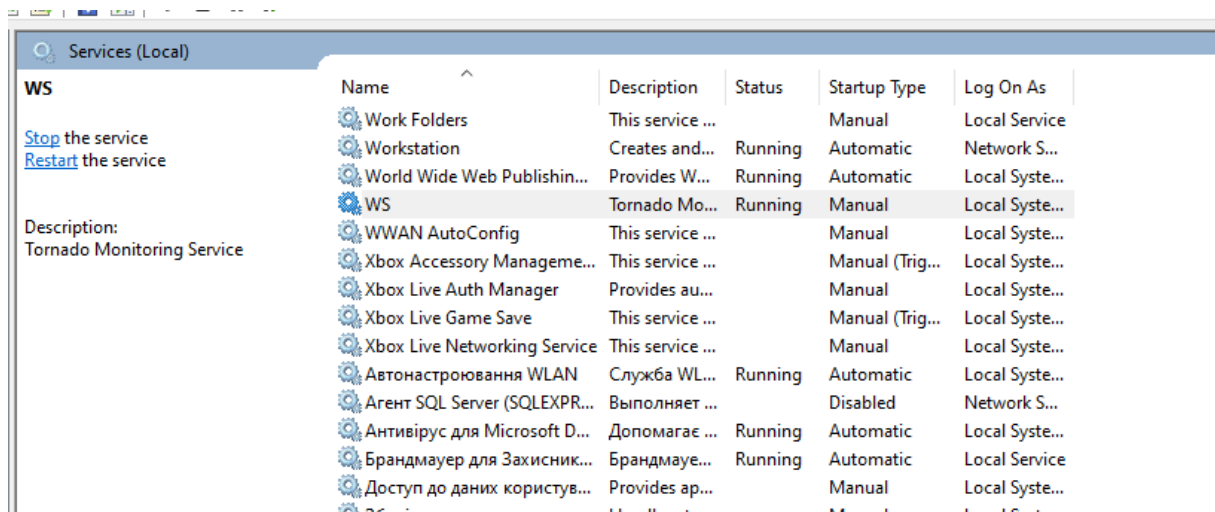 Services (Local)
WS
Stop the service
Restart the service
Description:
Tornado Monitoring Service
Name Description Status Startup Type Log On As
Work Folders This service ... Manual Local Service
Workstation Creates and... Running Automatic Network S...
World Wide Web Publishin... Provides W... Running Automatic Local Syste...
WS Tornado Mo... Running Manual Local Syste...
WWAN AutoConfig This service ... Manual Local Syste...
Xbox Accessory Manageme... This service ... Manual (Trig... Local Syste...
Xbox Live Auth Manager Provides au... Manual Local Syste...
Xbox Live Game Save This service ... Manual (Trig... Local Syste...
Xbox Live Networking Service This service ... Manual Local Syste...
Автонастроювання WLAN Служба WL... Running Automatic Local Syste...
Агент SQL Server (SQLEXPR... Выполняет ... Disabled Network S...
Антивірус для Microsoft D... Допомагає ... Running Automatic Local Syste...
Брандмауер для Захисник... Брандмауе... Running Automatic Local Service
Доступ до даних користув... Provides ap... Manual Local Syste...